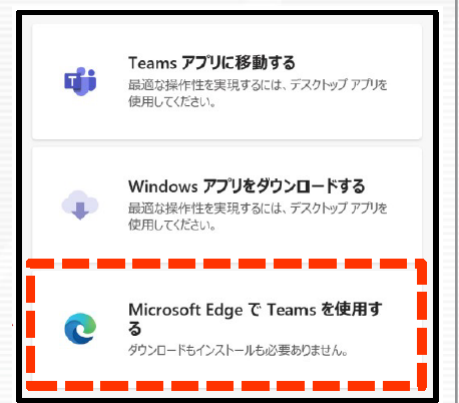 Teams アプリに移動する
最適な操作性を実現するには、デスクトップ アプリを
使用してください。
Windows アプリをダウンロードする
最適な操作性を実現するには、デスクトップ アプリを
使用してください。
Microsoft Edge で Teams を使用す
る
ダウンロードもインストールも必要ありません。